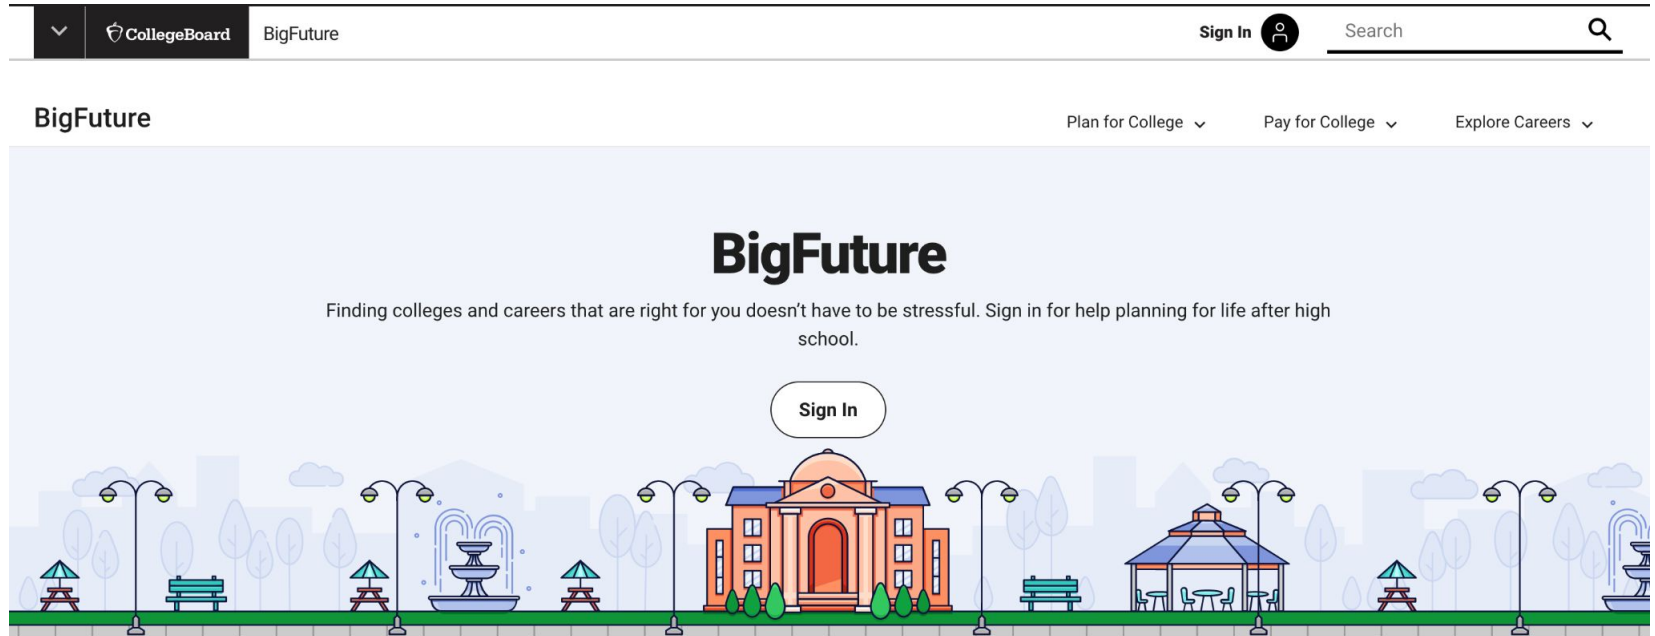 CollegeBoard BigFuture Sign In Search
BigFuture Plan for College Pay for College Explore Careers
BigFuture
Finding colleges and careers that are right for you doesn’t have to be stressful. Sign in for help planning for life after high
school.
Sign In